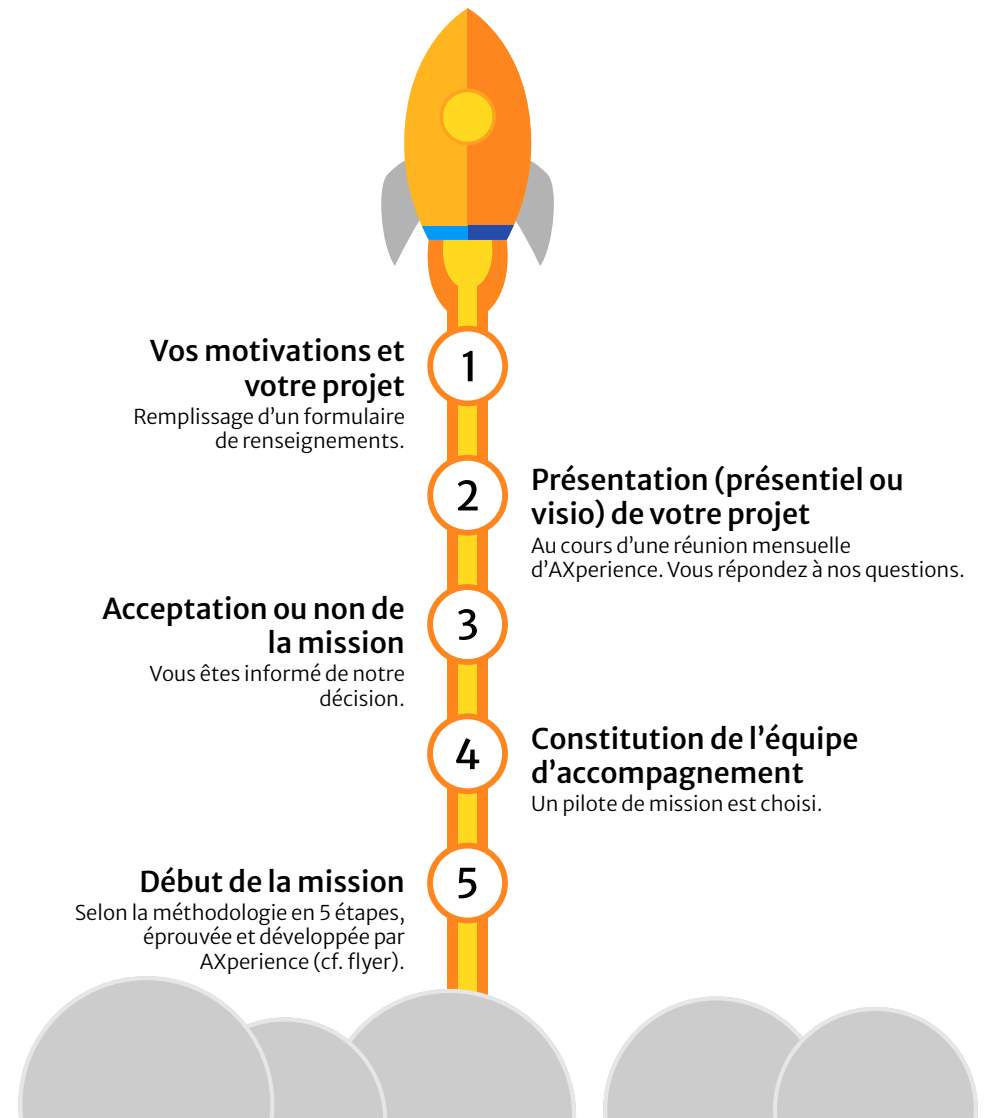 1
Vos motivations et
votre projet
Remplissage d’un formulaire
de renseignements.
2
Présentation (présentiel ou
visio) de votre projet
Au cours d’une réunion mensuelle
d’AXperience. Vous répondez à nos questions.
3
Acceptation ou non de
la mission
Vous êtes informé de notre
décision.
4
Constitution de l’équipe
d’accompagnement
Un pilote de mission est choisi.
5
Début de la mission
Selon la méthodologie en 5 étapes,
éprouvée et développée par
AXperience (cf. flyer).